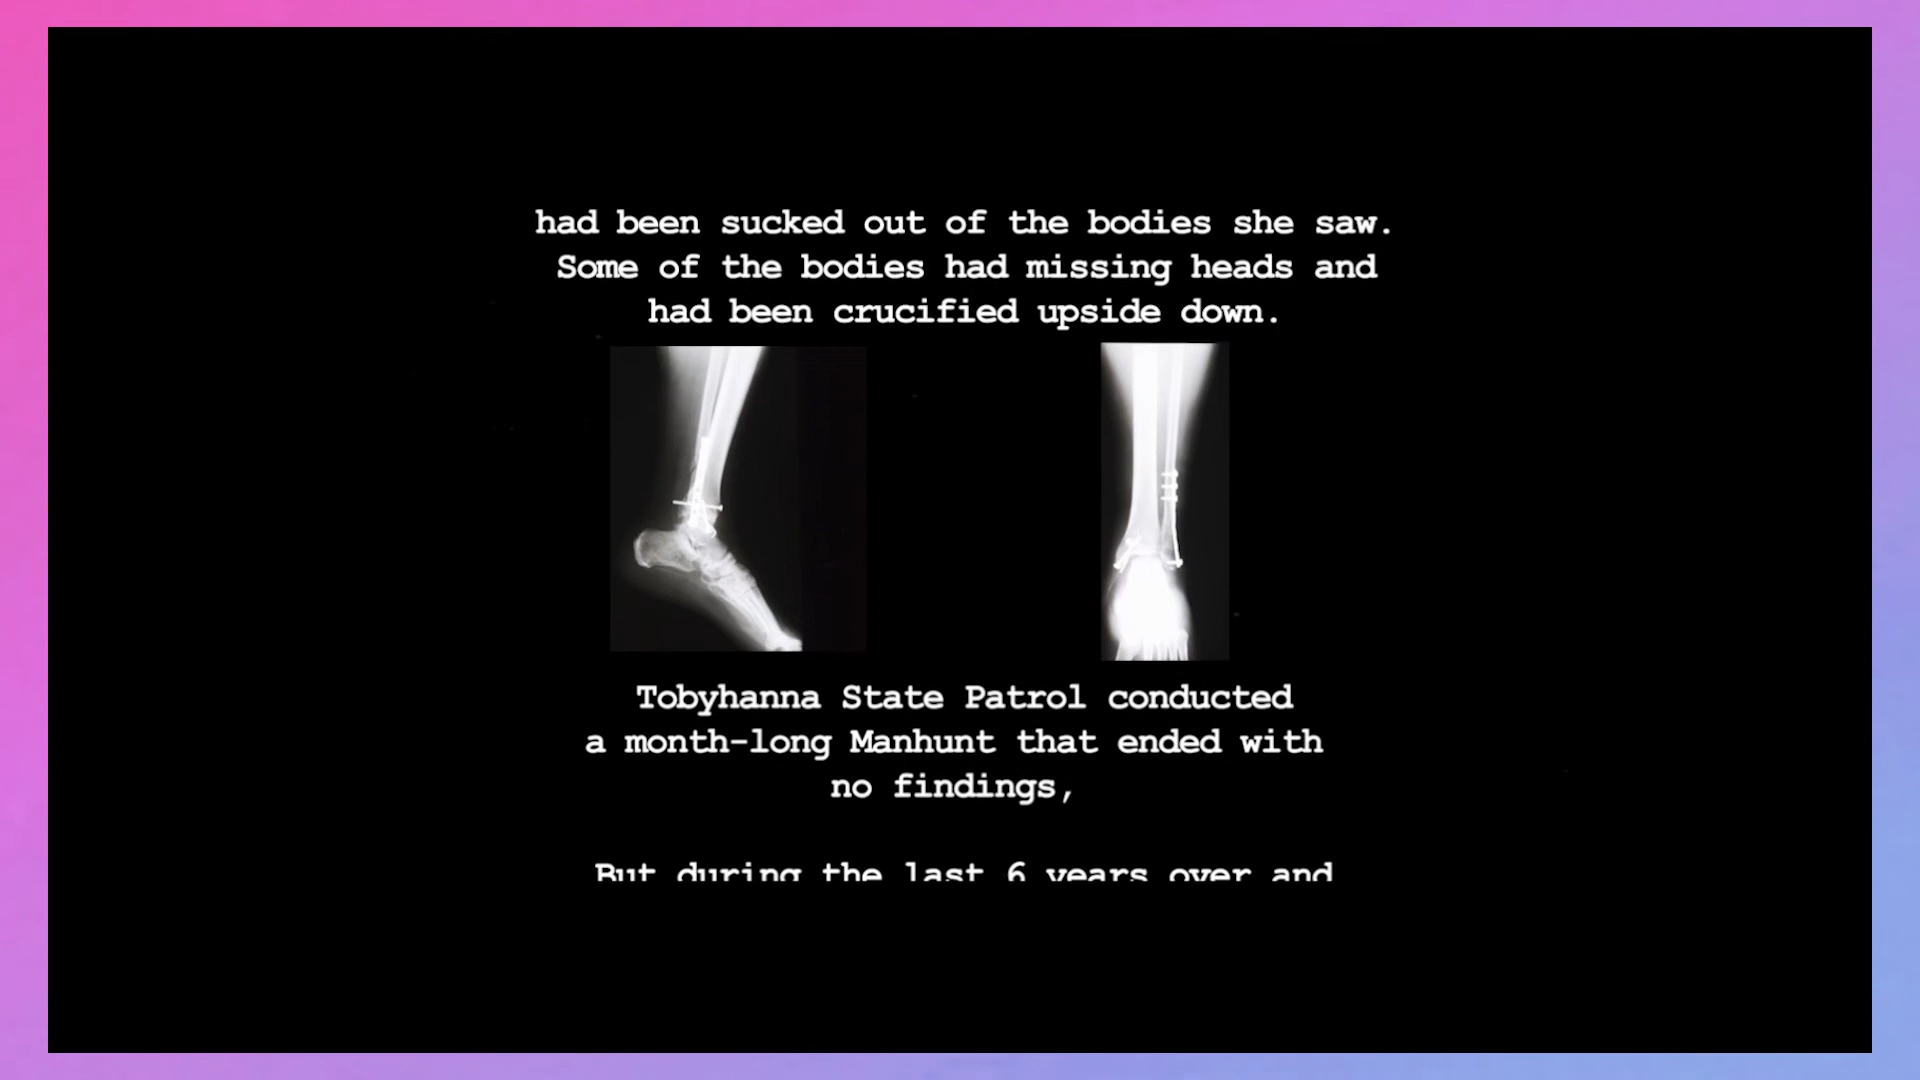 had been sucked out of the bodies she saw.
Some of the bodies had missing heads and
had been crucified upside down.
Tobyhanna State Patrol conducted
a month-long Manhunt that ended with
no findings,
But during the last 6 years over and